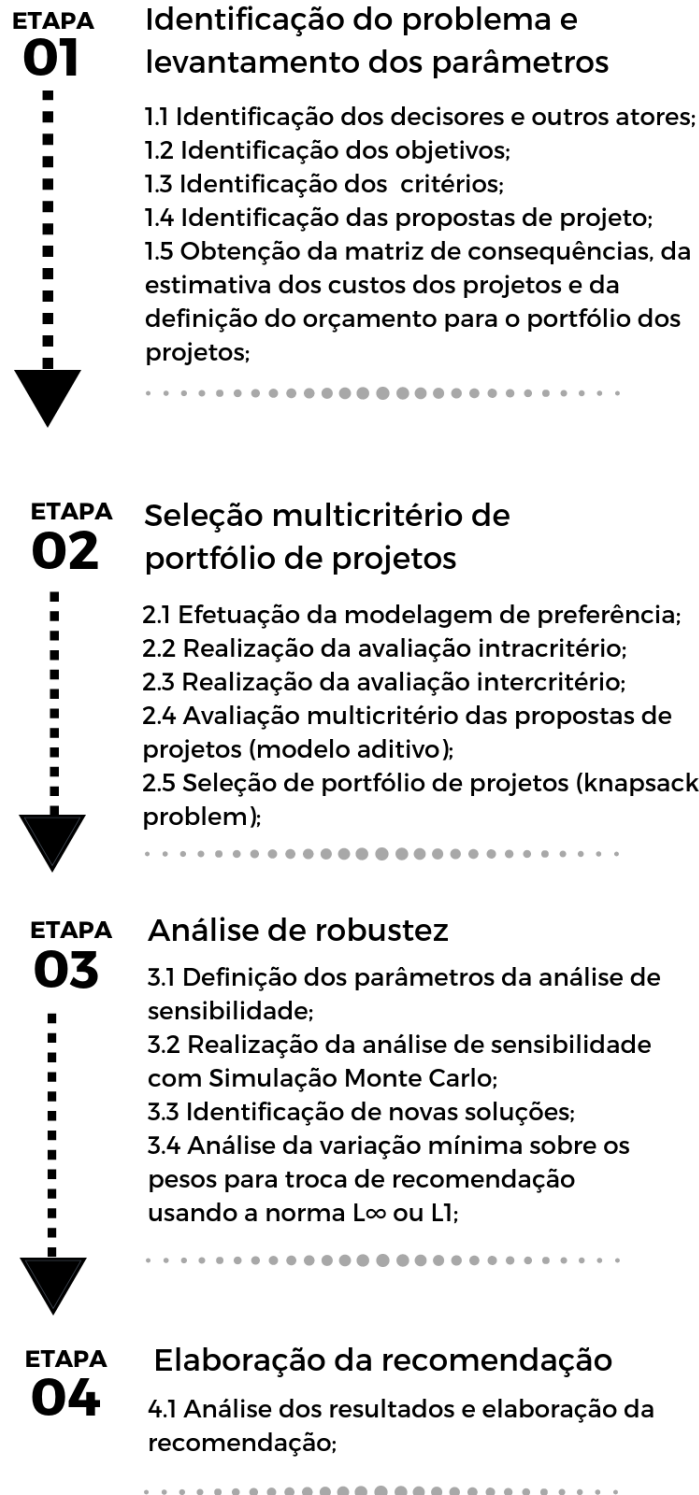 ETAPA
01
Identificação do problema e
levantamento dos parâmetros
1.1 Identificação dos decisores e outros atores;
1.2 Identificação dos objetivos;
1.3 Identificação dos critérios;
1.4 Identificação das propostas de projeto;
1.5 Obtenção da matriz de consequências, da
estimativa dos custos dos projetos e da
definição do orçamento para o portfólio dos
projetos;
ETAPA
02
Seleção multicritério de
portfólio de projetos
2.1 Efetuação da modelagem de preferência;
2.2 Realização da avaliação intracritério;
2.3 Realização da avaliação intercritério;
2.4 Avaliação multicritério das propostas de
projetos (modelo aditivo);
2.5 Seleção de portfólio de projetos (knapsack
problem);
ETAPA
03
Análise de robustez
3.1 Definição dos parâmetros da análise de
sensibilidade;
3.2 Realização da análise de sensibilidade
com Simulação Monte Carlo;
3.3 Identificação de novas soluções;
3.4 Análise da variação mínima sobre os
pesos para troca de recomendação
usando a norma L∞ ou L1;
ETAPA
04
Elaboração da recomendação
4.1 Análise dos resultados e elaboração da
recomendação;